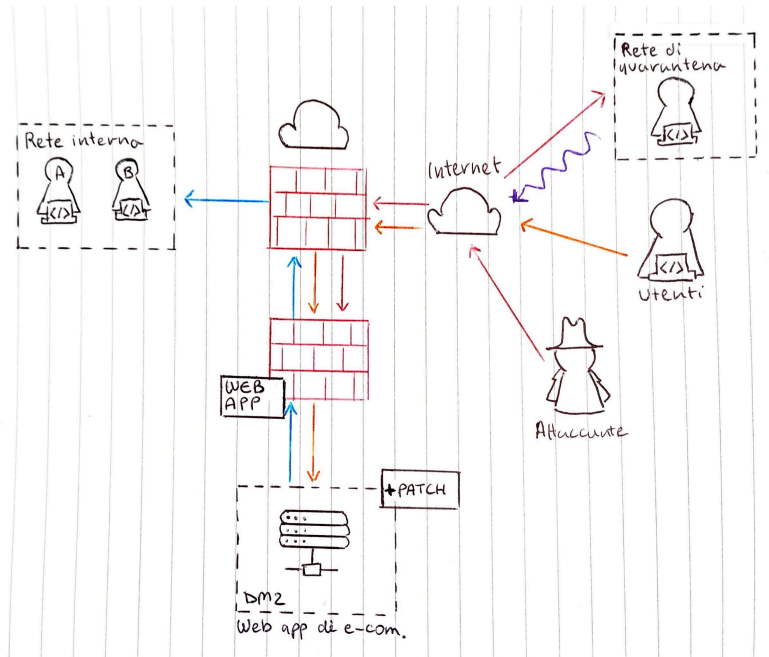 Rete di
quarantena
Rete interna
A
B
</>
</>
</>
Internet
</>
Utenti
Attaccante
WEB
APP
+PATCH
DMZ
Web app di e-com.